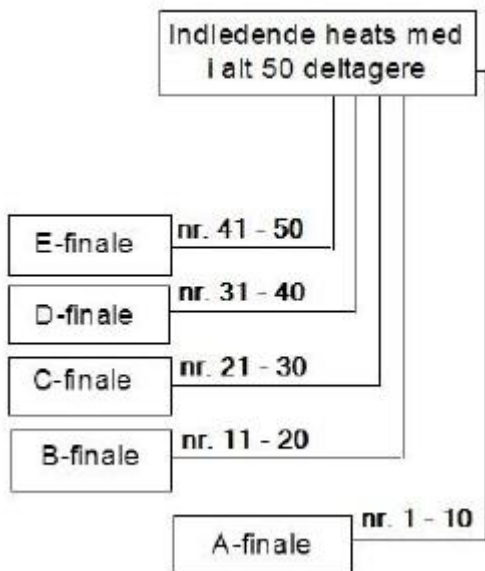 Indledende heats med
i alt 50 deltagere
E-finale
nr. 41 - 50
D-finale
nr. 31 - 40
C-finale
nr. 21 - 30
B-finale
nr. 11 - 20
A-finale
nr. 1 - 10